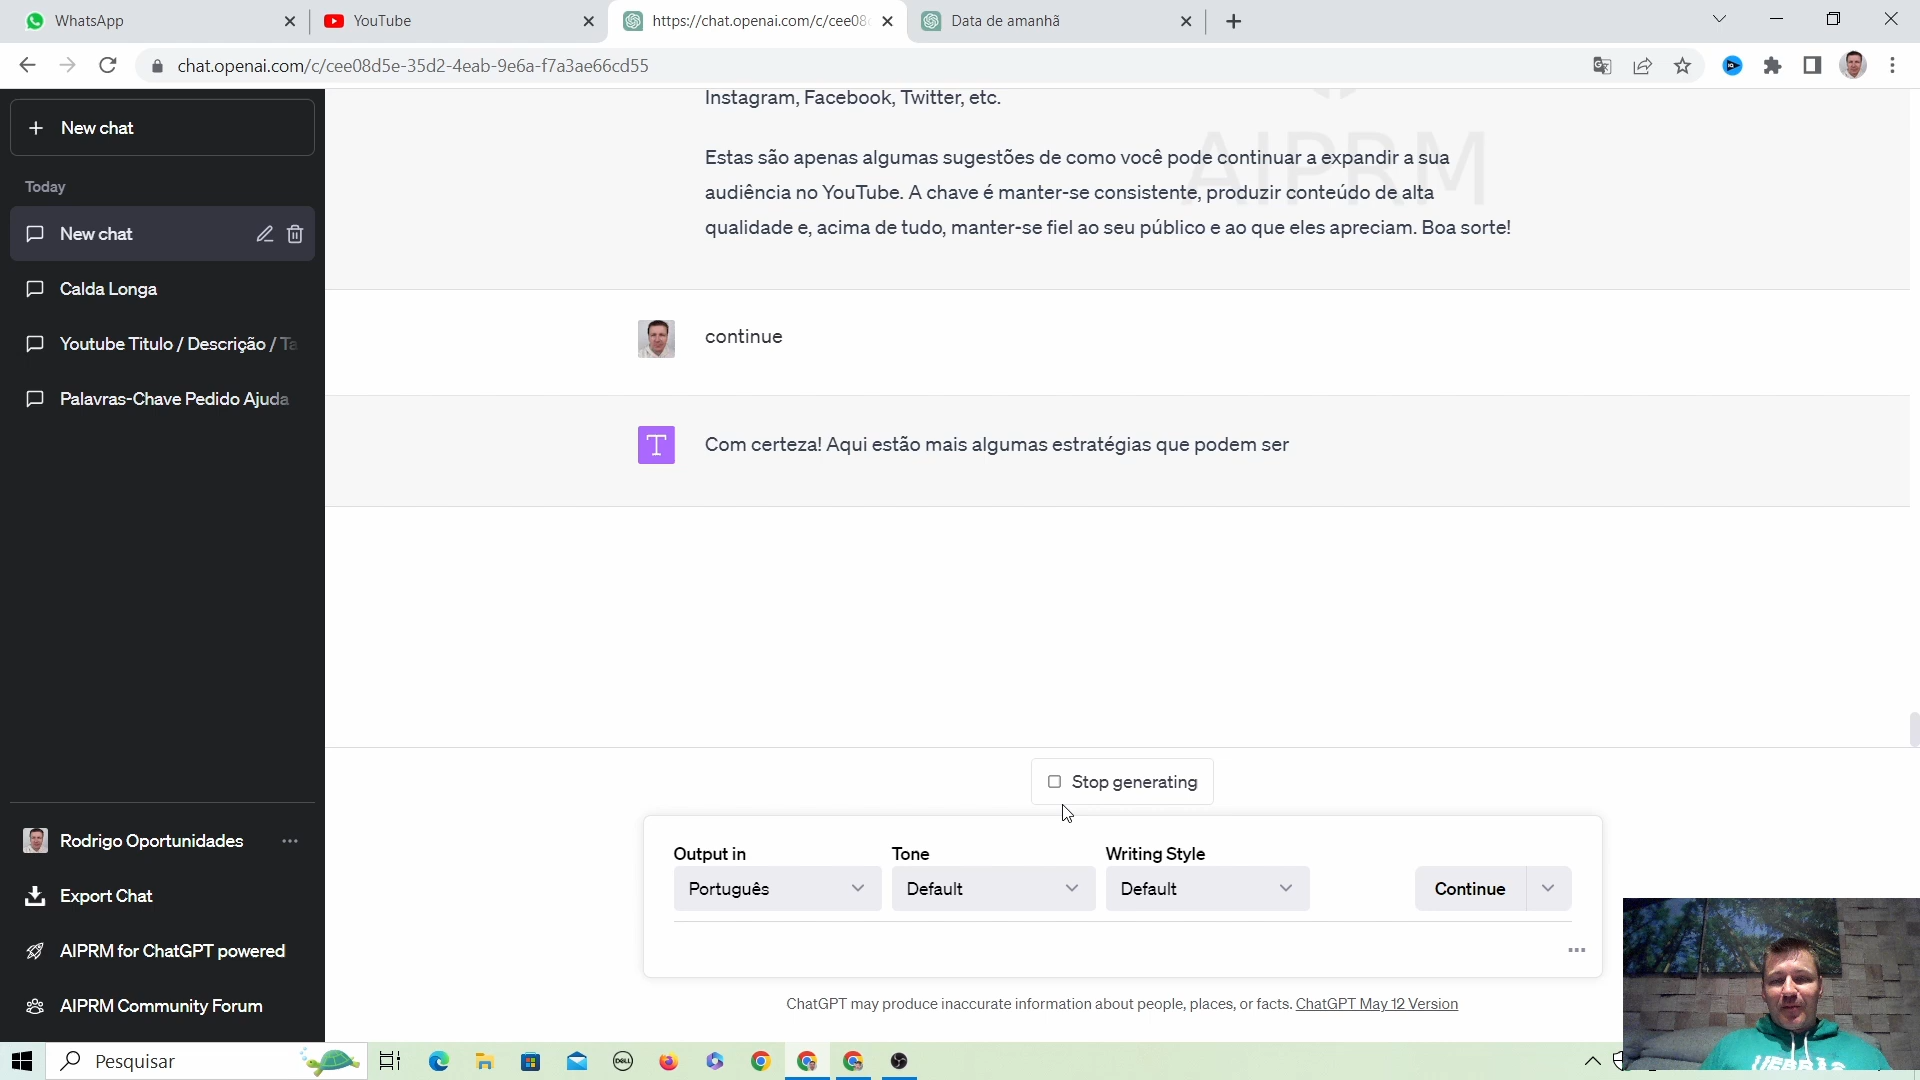 WhatsApp
YouTube
https://chat.openai.com/c/cee08
Data de amanhã
chat.openai.com/c/cee08d5e-35d2-4eab-9e6a-f7a3ae66cd55
New chat
Today
New chat
Calda Longa
Youtube Titulo / Descrição / Ta
Palavras-Chave Pedido Ajuda
Instagram, Facebook, Twitter, etc.
AIPRM
Estas são apenas algumas sugestões de como você pode continuar a expandir a sua
audiência no YouTube. A chave é manter-se consistente, produzir conteúdo de alta
qualidade e, acima de tudo, manter-se fiel ao seu público e ao que eles apreciam. Boa sorte!
continue
T
Com certeza! Aqui estão mais algumas estratégias que podem ser
Stop generating
Output in
Tone
Writing Style
Português
Default
Default
Continue
ChatGPT may produce inaccurate information about people, places, or facts. ChatGPT May 12 Version
Rodrigo Oportunidades
Export Chat
AIPRM for ChatGPT powered
AIPRM Community Forum
Pesquisar
DELL